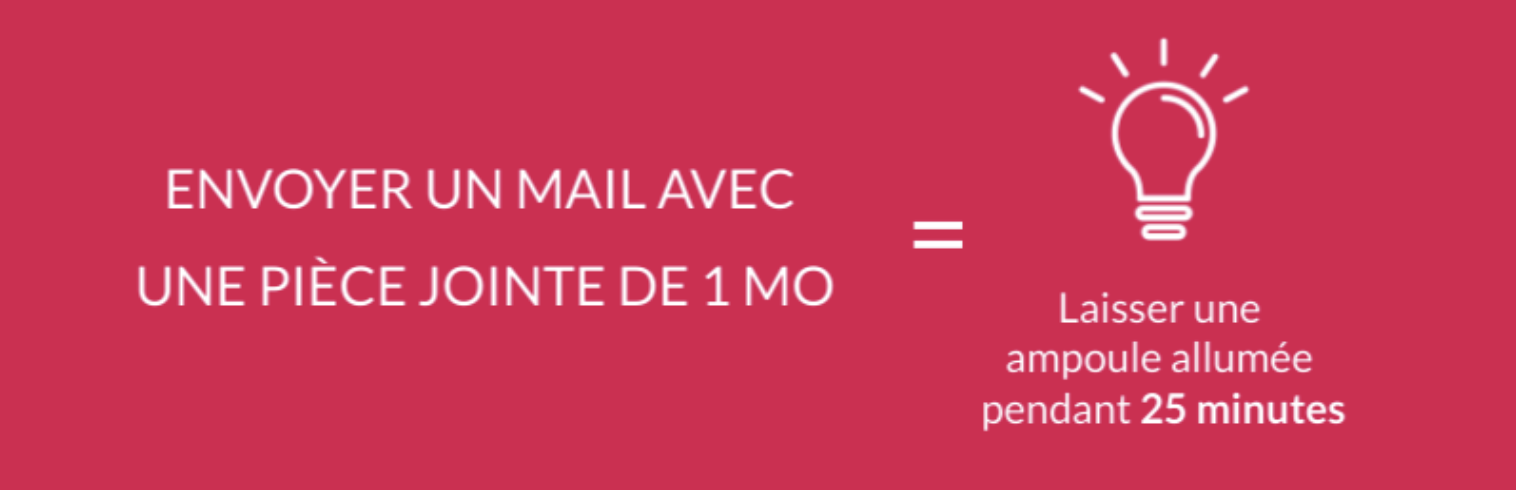 ENVOYER UN MAIL AVEC
UNE PIÈCE JOINTE DE 1 MO
=
Laisser une
ampoule allumée
pendant 25 minutes